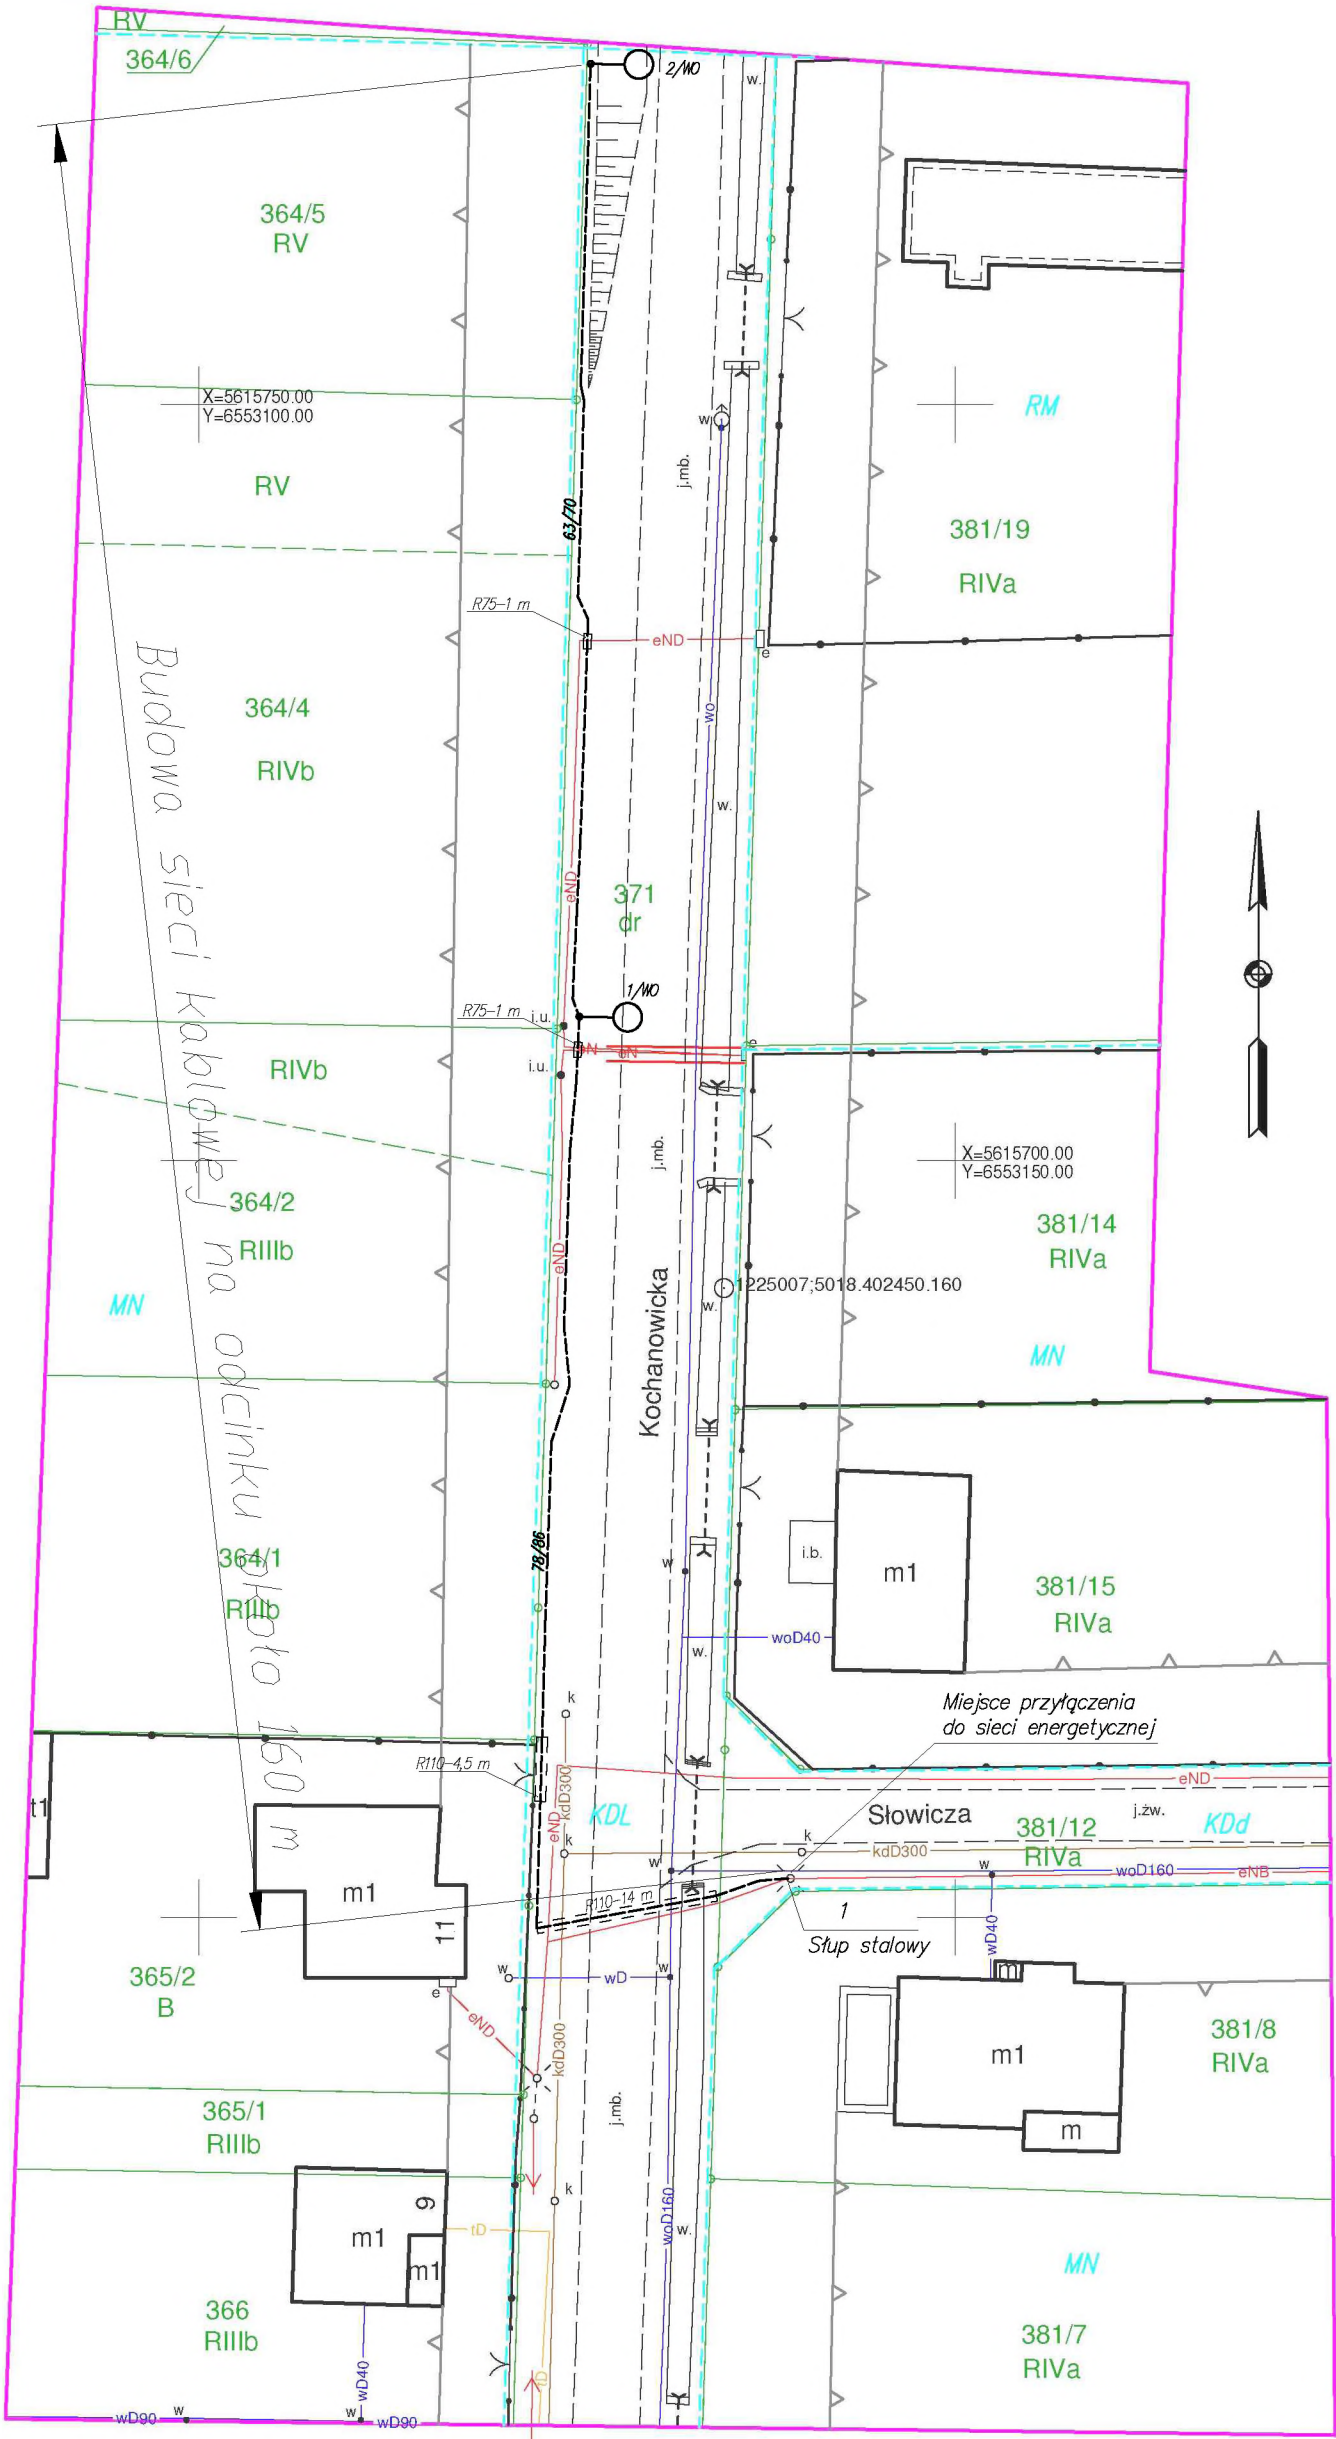 RV
364/6
2/WO
w.
364/5
RV
X=5615750.00
Y=6553100.00
w
RM
j.mb.
RV
63/70
381/19
RIVa
R75-1 m
eND
e
364/4
RIVb
wo
w.
Budowa sieci kablowej na odcinku około 160 m
eND
371
dr
1/WO
R75-1 m
i.u.
eN
eN
e
i.u.
RIVb
j.mb.
X=5615700.00
Y=6553150.00
364/2
RIIIb
381/14
RIVa
eND
MN
1225007;5018.402450.160
w.
Kochanowicka
MN
78/86
364/1
RIIIb
w
i.b.
m1
381/15
RIVa
woD40
w.
k
Miejsce przyłączenia
do sieci energetycznej
R110-4,5 m
kdD300
eND
eND
t1
KDL
Słowicza
j.żw.
381/12
RIVa
KDd
k
k
kdD300
w
w
woD160
eNB
m1
11
R110-14 m
1
Słup stalowy
wD40
365/2
B
w
wD
w
e
eND
kdD300
m
m1
381/8
RIVa
m
365/1
RIIIb
j.mb.
k
9
m1
m1
tD
woD160
w.
MN
366
RIIIb
381/7
RIVa
wD40
tD
wD90
w
w
wD90